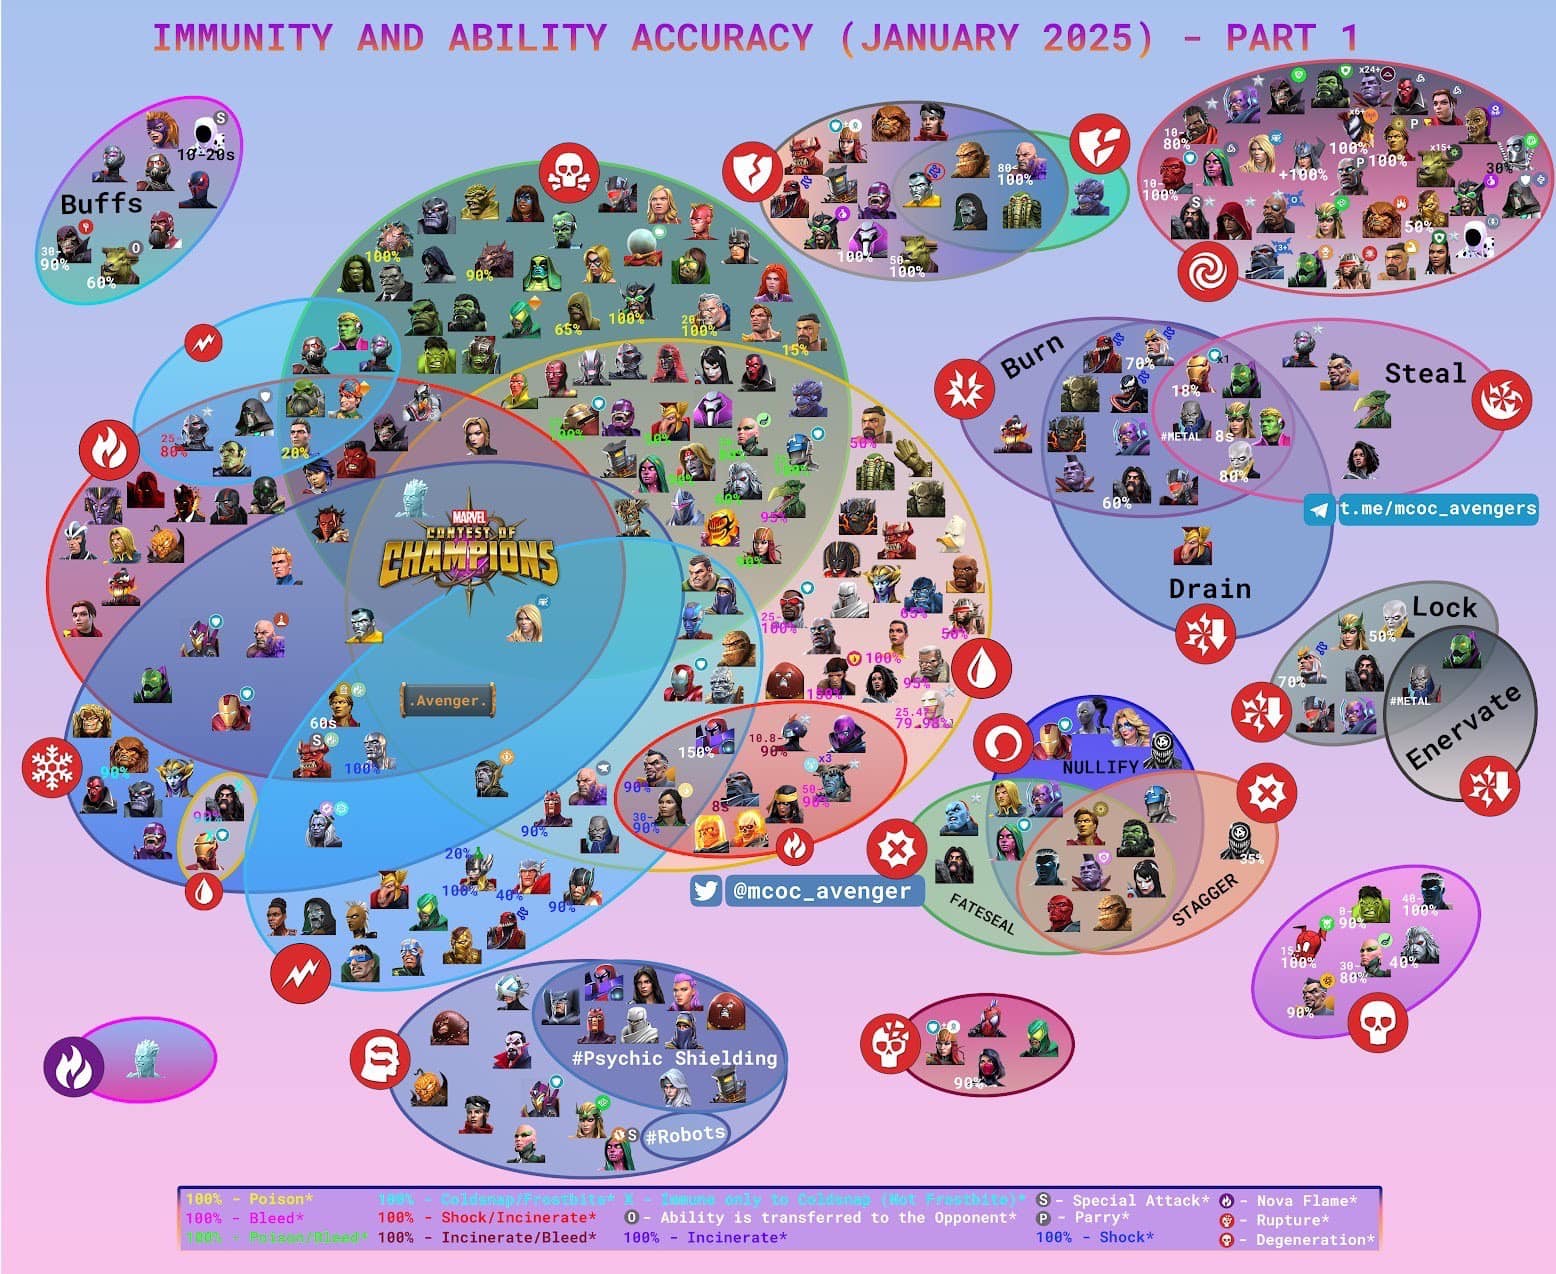 IMMUNITY AND ABILITY ACCURACY (JANUARY 2025) - PART 1
Buffs
S
10-20s
30-
90%
O
60%
100%
90%
65%
100%
20-
100%
15%
25-
80%
20%
MARVEL
CONTEST OF
CHAMPIONS
.Avenger.
60s
S
100%
90%
90%
20%
100%
40%
90%
95%
50%
25-
100%
65%
50%
100%
95%
150%
25.47
79.98%
150%
10.8-
90%
x3
50-
90%
90%
8s
30-
90%
80-
100%
100%
50-
100%
x24+
10-
80%
x6+
100%
P
P 100%
x15+
30%
+100%
10-
100%
S
O
50%
x3+
Burn
70%
x1
18%
Steal
#METAL
8s
80%
60%
Drain
t.me/mcoc_avengers
Lock
50%
70%
#METAL
Enervate
NULLIFY
FATESEAL
STAGGER
35%
@mcoc_avenger
0-
90%
40-
100%
15-
100%
30-
80%
40%
90%
#Psychic Shielding
S
#Robots
90%
100% - Poison*
100% - Coldsnap/Frostbite*
X - Immune only to Coldsnap (Not Frostbite)*
S - Special Attack*
- Nova Flame*
100% - Bleed*
100% - Shock/Incinerate*
O - Ability is transferred to the Opponent*
P - Parry*
- Rupture*
100% - Poison/Bleed*
100% - Incinerate/Bleed*
100% - Incinerate*
100% - Shock*
- Degeneration*